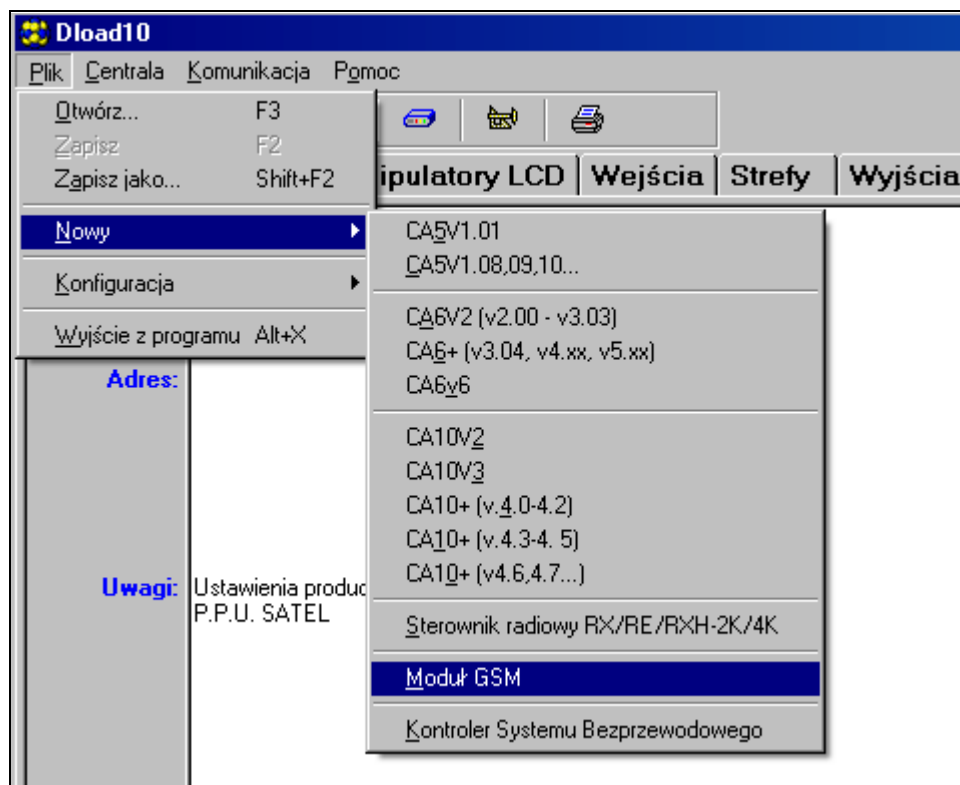 Dload10
Plik Centrala Komunikacja Pomoc
Otwórz... F3
Zapisz F2
Zapisz jako... Shift+F2
ipulatory LCD Wejścia Strefy Wyjścia
Nowy
Konfiguracja
Wyjście z programu Alt+X
CA5V1.01
CA5V1.08,09,10...
CA6V2 (v2.00 - v3.03)
CA6+ (v3.04, v4.xx, v5.xx)
CA6v6
CA10V2
CA10V3
CA10+ (v.4.0-4.2)
CA10+ (v.4.3-4. 5)
CA10+ (v4.6,4.7...)
Sterownik radiowy RX/RE/RXH-2K/4K
Moduł GSM
Kontroler Systemu Bezprzewodowego
Adres:
Uwagi: Ustawienia produc
P.P.U. SATEL